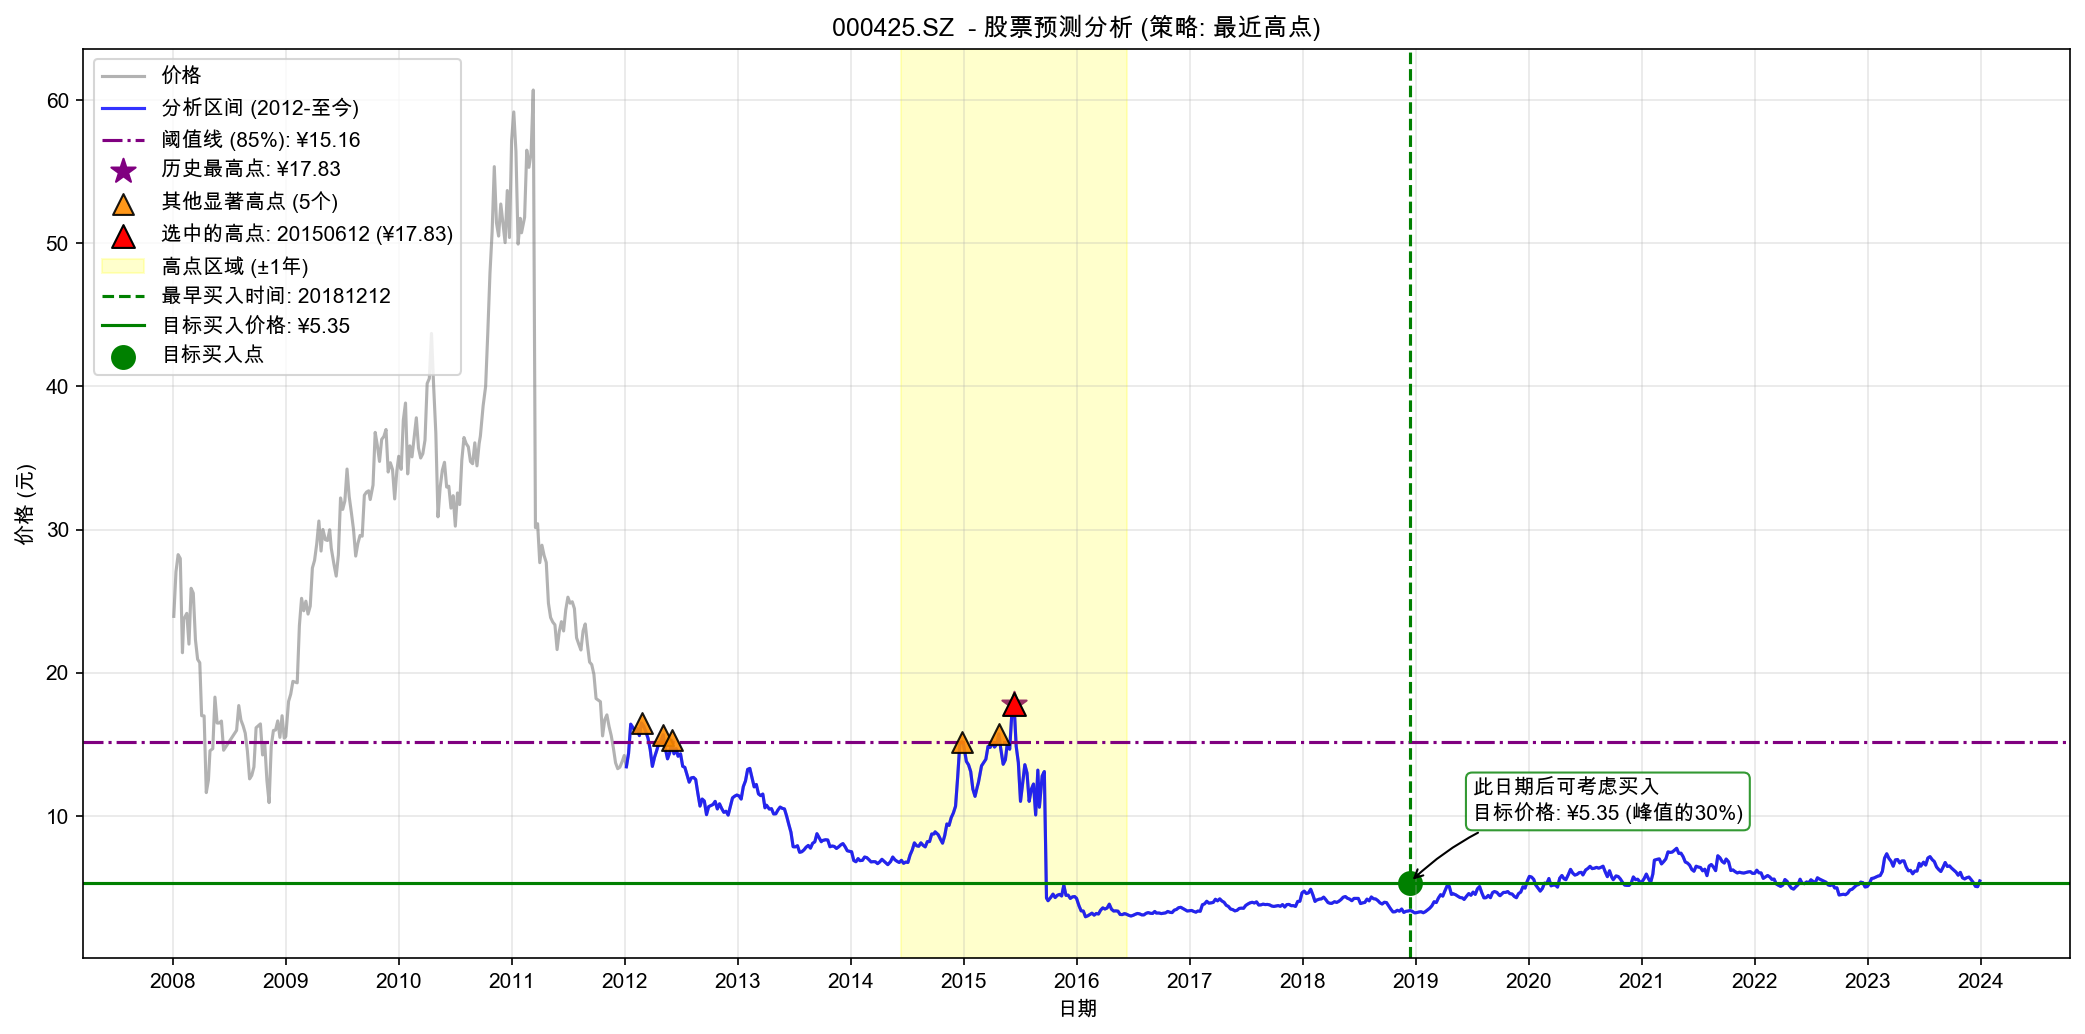 000425.SZ - 股票预测分析 (策略: 最近高点)
价格
分析区间 (2012-至今)
阈值线 (85%): ¥15.16
历史最高点: ¥17.83
其他显著高点 (5个)
选中的高点: 20150612 (¥17.83)
高点区域 (±1年)
最早买入时间: 20181212
目标买入价格: ¥5.35
目标买入点
价格 (元)
60
50
40
30
20
10
此日期后可考虑买入
目标价格: ¥5.35 (峰值的30%)
2008 2009 2010 2011 2012 2013 2014 2015 2016 2017 2018 2019 2020 2021 2022 2023 2024
日期